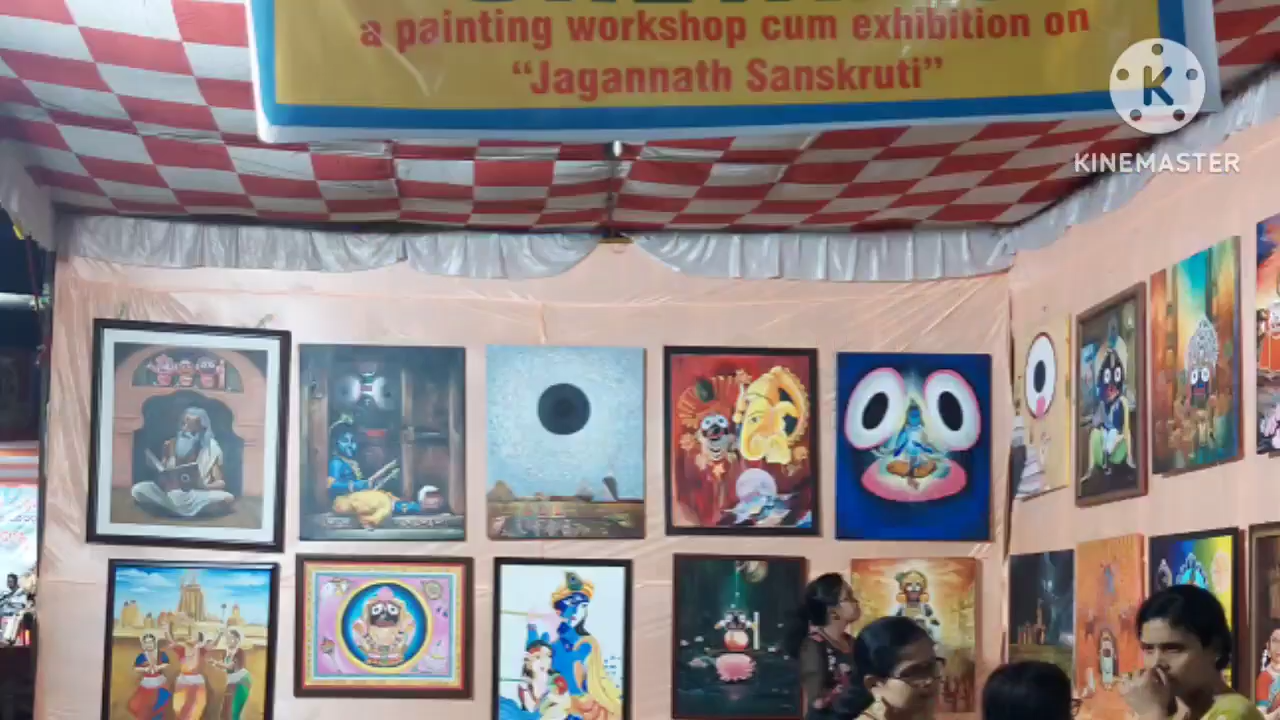 a painting workshop cum exhibition on
“Jagannath Sanskruti”
K
KINEMASTER